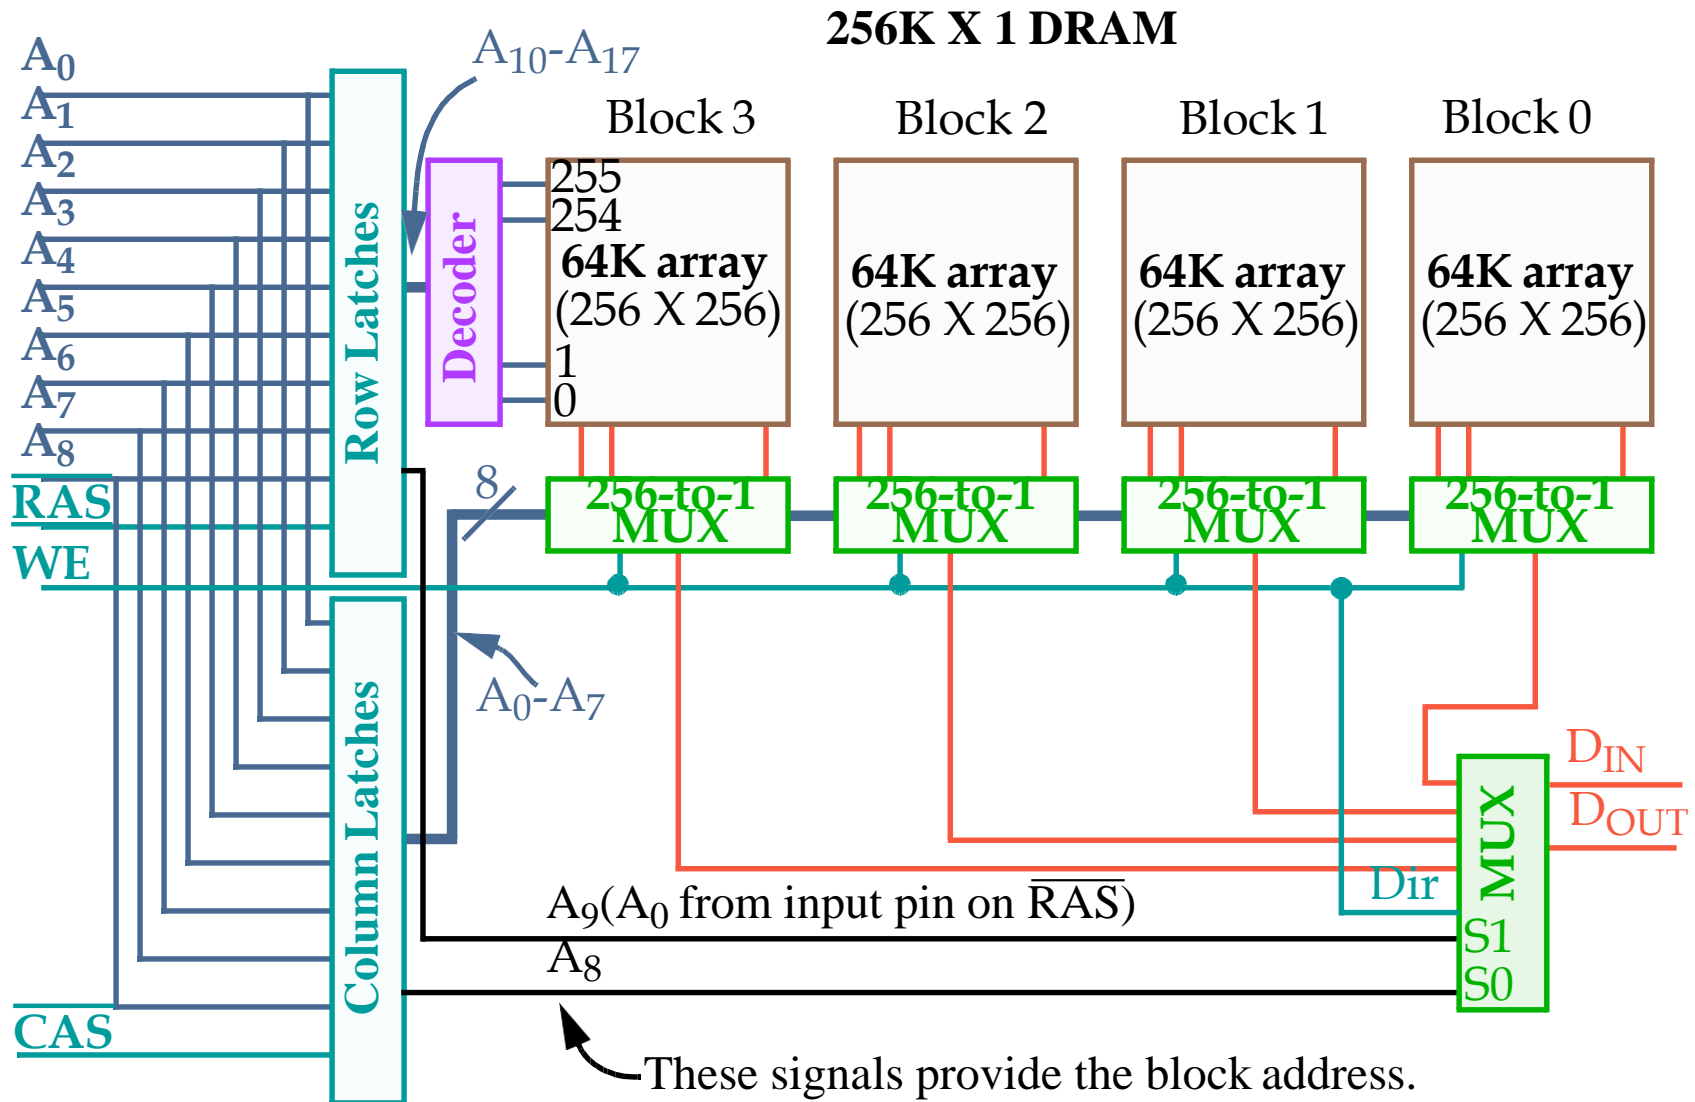 256K X 1 DRAM
A0
A1
A2
A3
A4
A5
A6
A7
A8
RAS
WE
CAS
A10-A17
Row Latches
Column Latches
Decoder
Block 3
Block 2
Block 1
Block 0
255
254
64K array
(256 X 256)
1
0
64K array
(256 X 256)
64K array
(256 X 256)
64K array
(256 X 256)
8
256-to-1
MUX
256-to-1
MUX
256-to-1
MUX
256-to-1
MUX
A0-A7
DIN
DOUT
MUX
Dir
S1
S0
A9(A0 from input pin on RAS)
A8
These signals provide the block address.